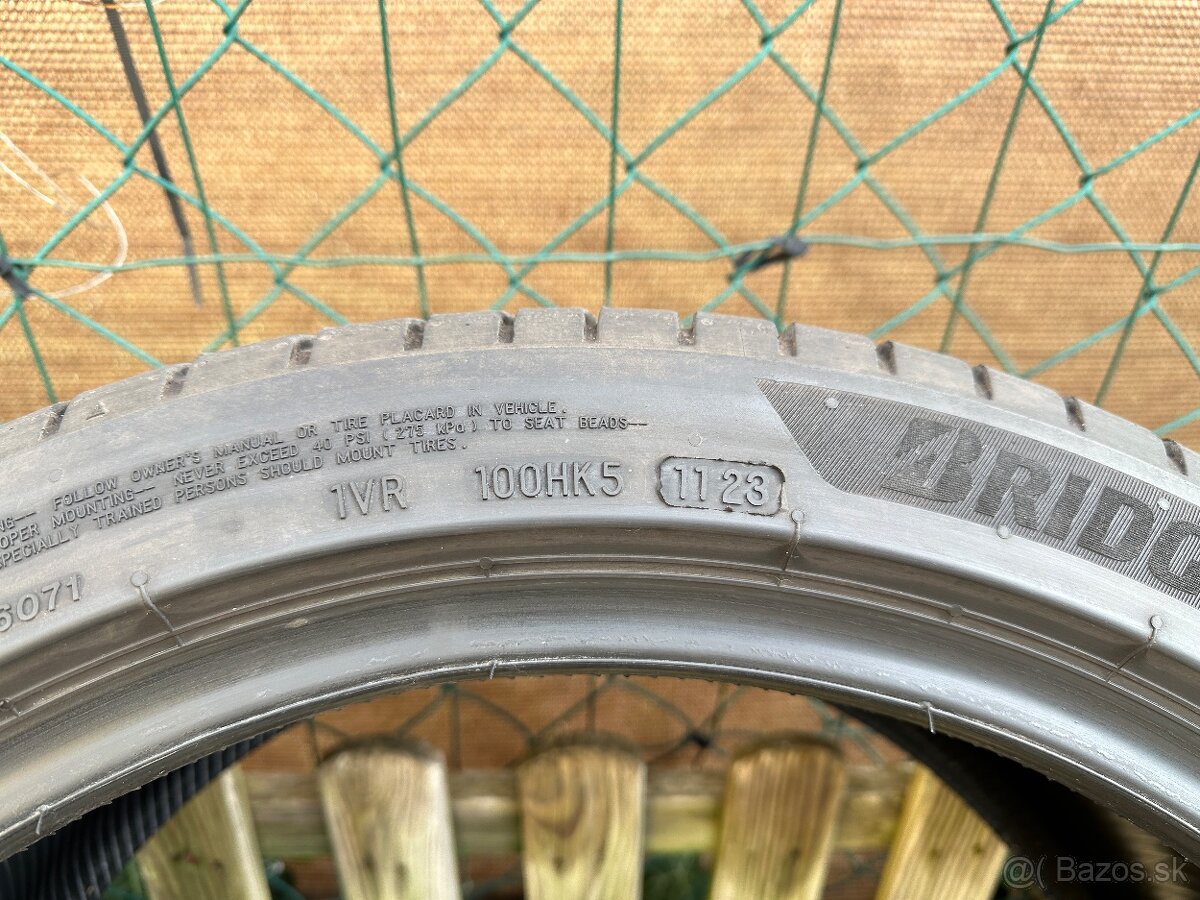 NG— FOLLOW OWNER'S MANUAL OR TIRE PLACARD IN VEHICLE.
OPER MOUNTING— NEVER EXCEED 40 PSI (275 kPa) TO SEAT BEADS—
SPECIALLY TRAINED PERSONS SHOULD MOUNT TIRES.
1VR 100HK5 1123
BRIDG
6071
@( Bazos.sk